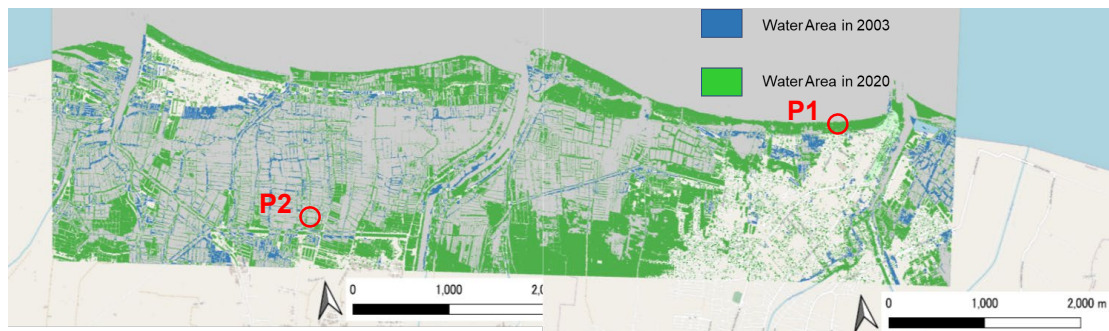 Water Area in 2003
Water Area in 2020
P1
P2
0 1,000
0 1,000 2,000 m